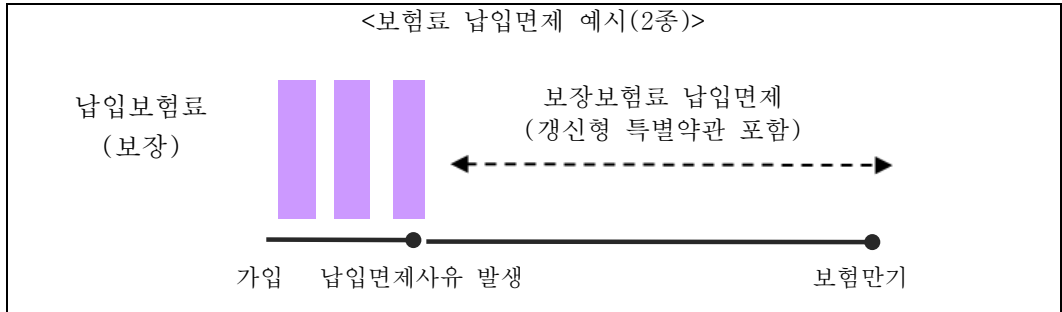 <보험료 납입면제 예시(2종)>
납입보험료
(보장)
보장보험료 납입면제
(갱신형 특별약관 포함)
가입 납입면제사유 발생 보험만기